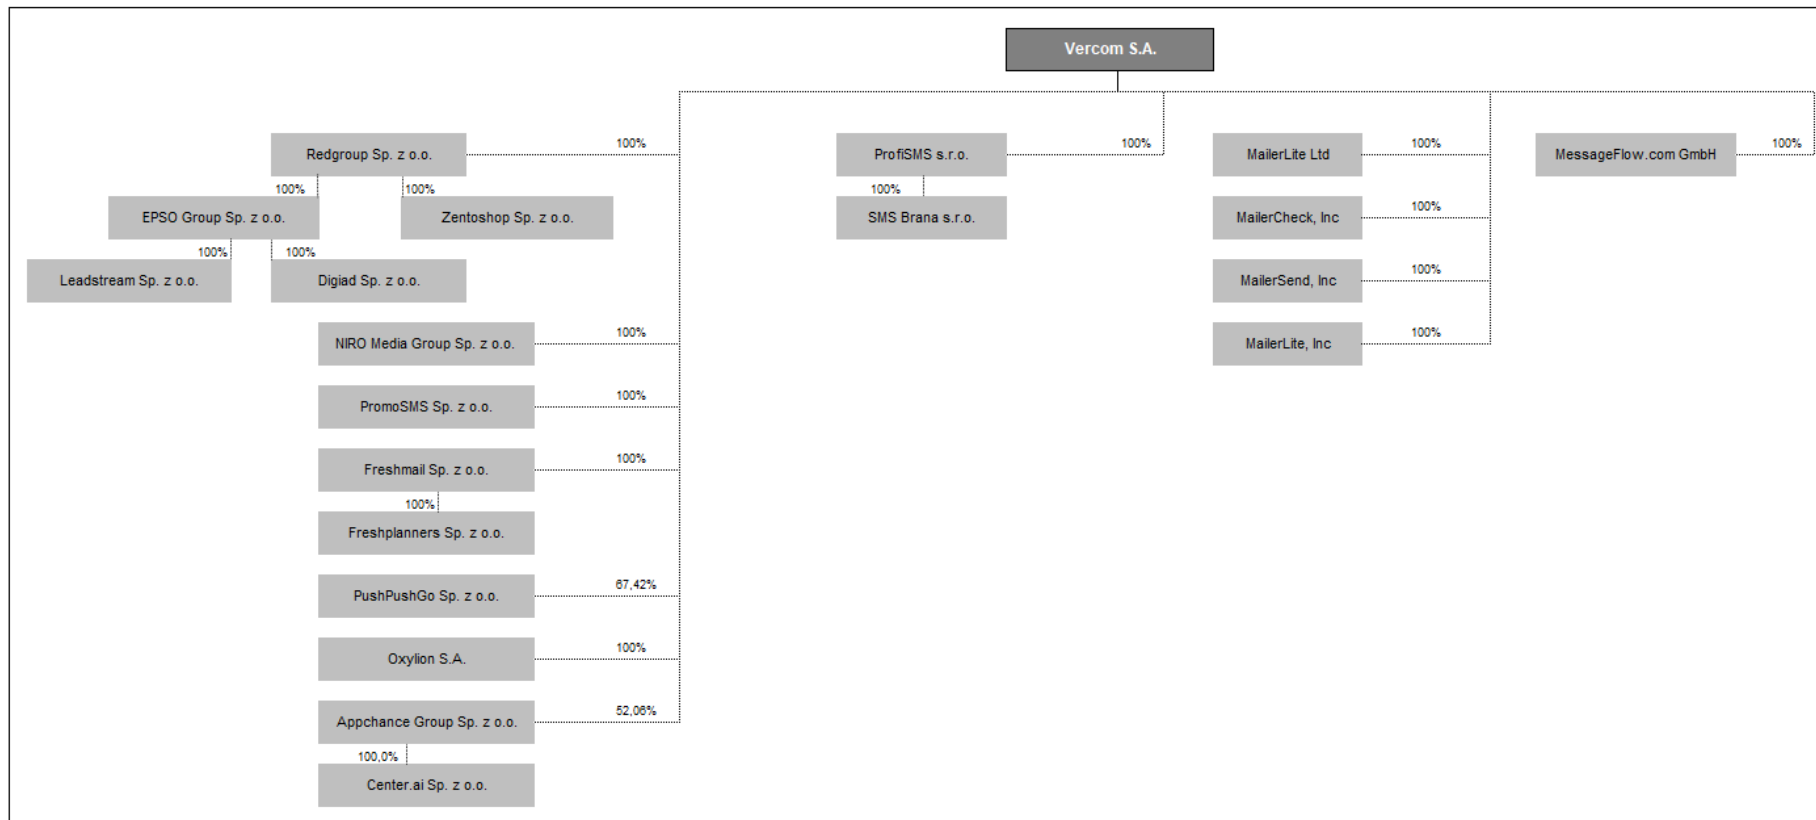 Vercom S.A.
Redgroup Sp. z o.o.
100%
100%
100%
EPSO Group Sp. z o.o.
Zentoshop Sp. z o.o.
100%
100%
Leadstream Sp. z o.o.
Digiad Sp. z o.o.
NIRO Media Group Sp. z o.o.
100%
PromoSMS Sp. z o.o.
100%
Freshmail Sp. z o.o.
100%
100%
Freshplanners Sp. z o.o.
PushPushGo Sp. z o.o.
67,42%
Oxylion S.A.
100%
Appchance Group Sp. z o.o.
52,06%
100,0%
Center.ai Sp. z o.o.
ProfiSMS s.r.o.
100%
100%
SMS Brana s.r.o.
MailerLite Ltd
100%
MailerCheck, Inc
100%
MailerSend, Inc
100%
MailerLite, Inc
100%
MessageFlow.com GmbH
100%